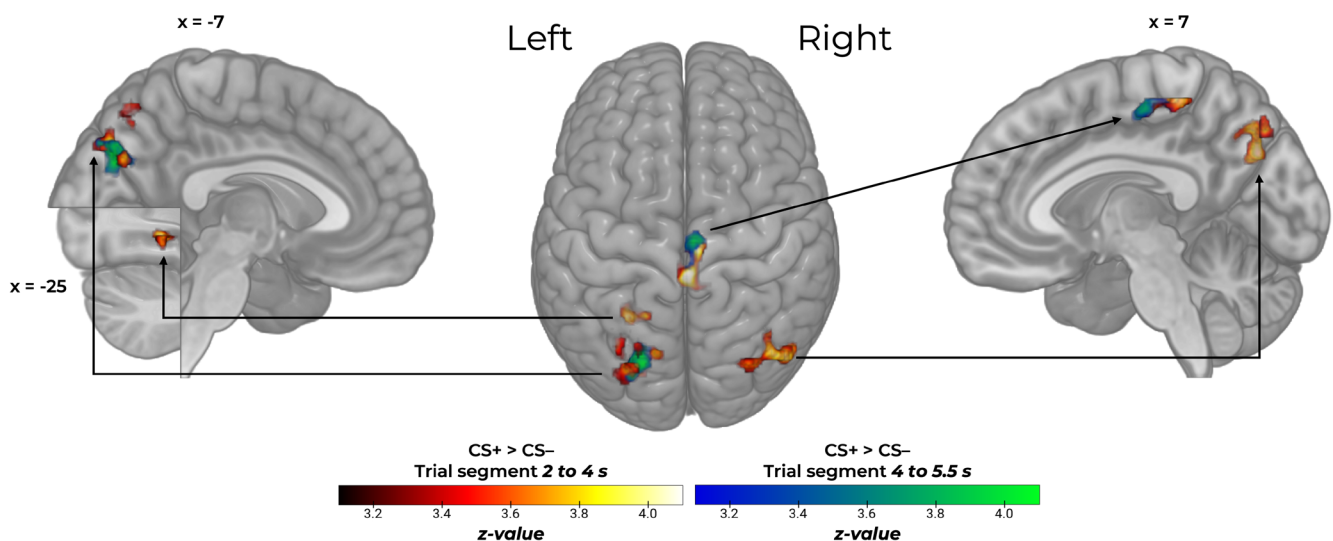 x = -7
Left
Right
x = 7
x = -25
CS+ > CS–
Trial segment 2 to 4 s
3.2 3.4 3.6 3.8 4.0
z-value
CS+ > CS–
Trial segment 4 to 5.5 s
3.2 3.4 3.6 3.8 4.0
z-value